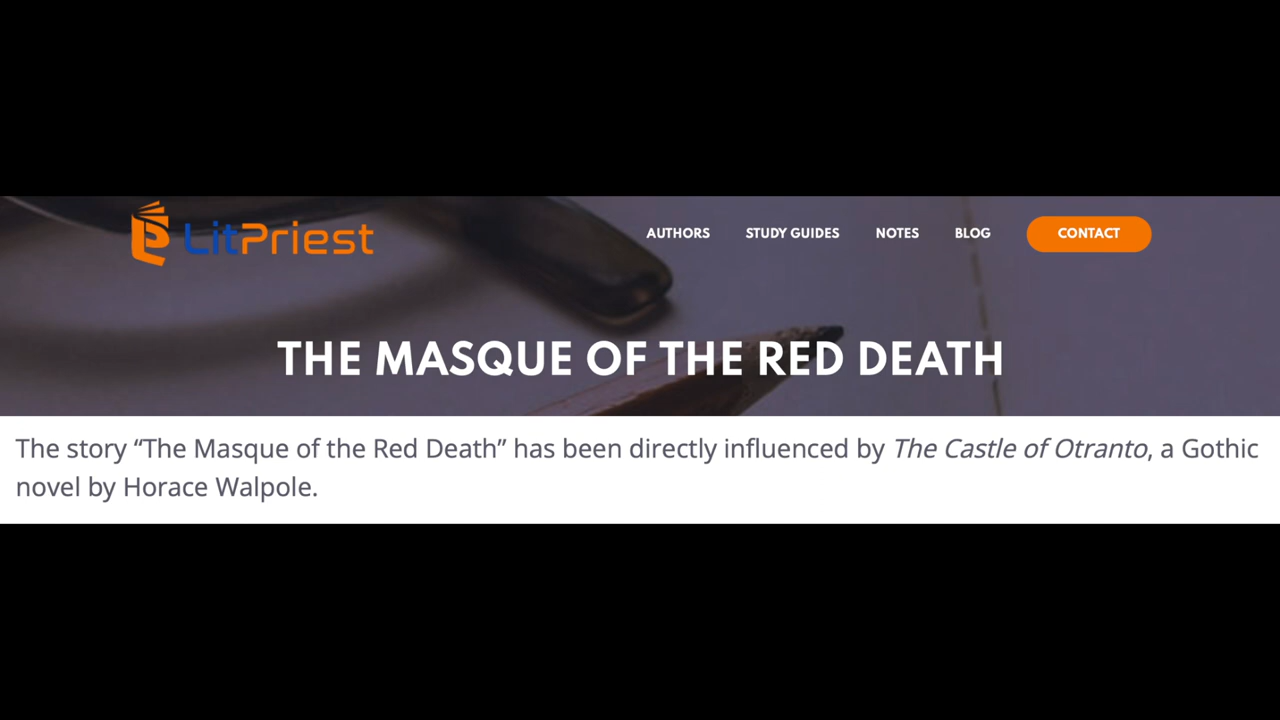 LitPriest
AUTHORS STUDY GUIDES NOTES BLOG CONTACT
THE MASQUE OF THE RED DEATH
The story “The Masque of the Red Death” has been directly influenced by The Castle of Otranto, a Gothic
novel by Horace Walpole.